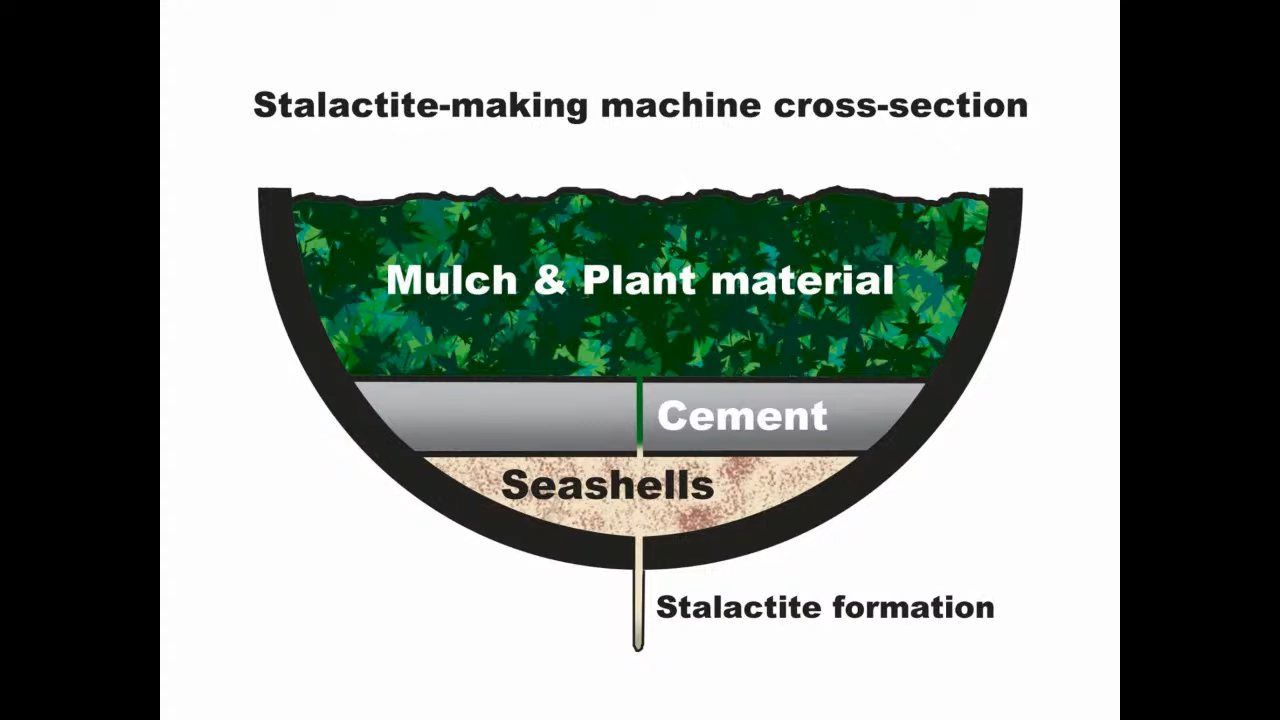 Stalactite-making machine cross-section
Mulch & Plant material
Cement
Seashells
Stalactite formation